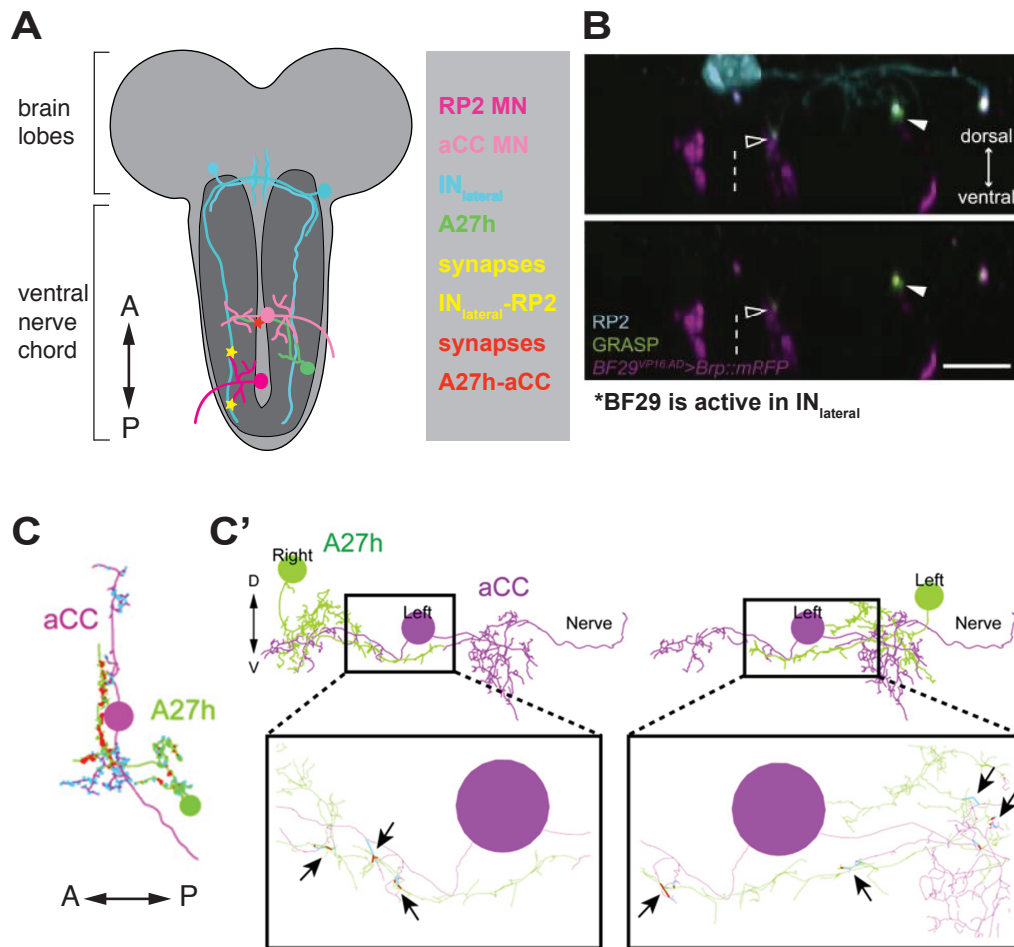 A
brain
lobes
ventral
nerve
chord
A
P
RP2 MN
aCC MN
INlateral
A27h
synapses
INlateral-RP2
synapses
A27h-aCC
B
dorsal
ventral
RP2
GRASP
BF29VP16.AD>Brp::mRFP
*BF29 is active in INlateral
C
aCC
A27h
A P
C'
Right A27h
D
V
Left
aCC
Nerve
Left
Left
Nerve